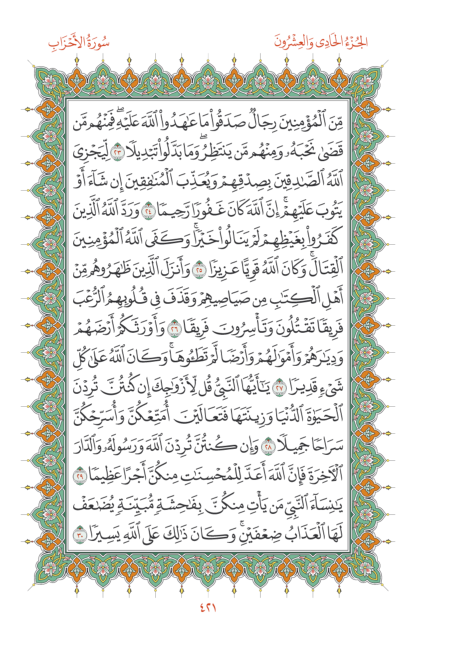 الجُزْءُ الحَادِى وَالعِشْرُونَ
سُورَةُ الأَحْزَابِ
مِّنَ ٱلْمُؤْمِنِينَ رِجَالٌ صَدَقُوا۟ مَا عَٰهَدُوا۟ ٱللَّهَ عَلَيْهِ ۖ فَمِنْهُم مَّن
قَضَىٰ نَحْبَهُۥ وَمِنْهُم مَّن يَنتَظِرُ ۖ وَمَا بَدَّلُوا۟ تَبْدِيلًا ٢٣ لِّيَجْزِىَ
ٱللَّهُ ٱلصَّٰدِقِينَ بِصِدْقِهِمْ وَيُعَذِّبَ ٱلْمُنَٰفِقِينَ إِن شَآءَ أَوْ
يَتُوبَ عَلَيْهِمْ ۚ إِنَّ ٱللَّهَ كَانَ غَفُورًا رَّحِيمًا ٢٤ وَرَدَّ ٱللَّهُ ٱلَّذِينَ
كَفَرُوا۟ بِغَيْظِهِمْ لَمْ يَنَالُوا۟ خَيْرًا ۚ وَكَفَى ٱللَّهُ ٱلْمُؤْمِنِينَ
ٱلْقِتَالَ ۚ وَكَانَ ٱللَّهُ قَوِيًّا عَزِيزًا ٢٥ وَأَنزَلَ ٱلَّذِينَ ظَٰهَرُوهُم مِّنْ
أَهْلِ ٱلْكِتَٰبِ مِن صَيَاصِيهِمْ وَقَذَفَ فِى قُلُوبِهِمُ ٱلرُّعْبَ
فَرِيقًا تَقْتُلُونَ وَتَأْسِرُونَ فَرِيقًا ٢٦ وَأَوْرَثَكُمْ أَرْضَهُمْ
وَدِيَٰرَهُمْ وَأَمْوَٰلَهُمْ وَأَرْضًا لَّمْ تَطَـُٔوهَا ۚ وَكَانَ ٱللَّهُ عَلَىٰ كُلِّ
شَىْءٍ قَدِيرًا ٢٧ يَٰٓأَيُّهَا ٱلنَّبِىُّ قُل لِّأَزْوَٰجِكَ إِن كُنتُنَّ تُرِدْنَ
ٱلْحَيَوٰةَ ٱلدُّنْيَا وَزِينَتَهَا فَتَعَالَيْنَ أُمَتِّعْكُنَّ وَأُسَرِّحْكُنَّ
سَرَاحًا جَمِيلًا ٢٨ وَإِن كُنتُنَّ تُرِدْنَ ٱللَّهَ وَرَسُولَهُۥ وَٱلدَّارَ
ٱلْءَاخِرَةَ فَإِنَّ ٱللَّهَ أَعَدَّ لِلْمُحْسِنَٰتِ مِنكُنَّ أَجْرًا عَظِيمًا ٢٩
يَٰنِسَآءَ ٱلنَّبِىِّ مَن يَأْتِ مِنكُنَّ بِفَٰحِشَةٍ مُّبَيِّنَةٍ يُضَٰعَفْ
لَهَا ٱلْعَذَابُ ضِعْفَيْنِ ۚ وَكَانَ ذَٰلِكَ عَلَى ٱللَّهِ يَسِيرًا ٣٠
٤٢١